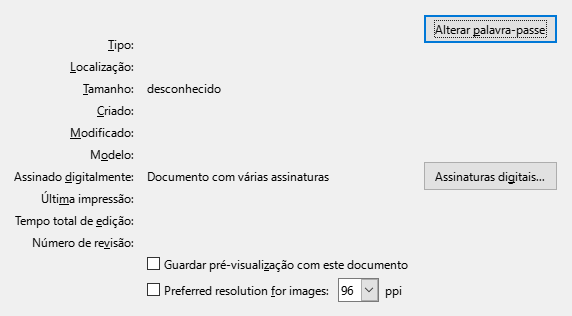 Alterar palavra-passe
Tipo:
Localização:
Tamanho: desconhecido
Criado:
Modificado:
Modelo:
Assinado digitalmente: Documento com várias assinaturas Assinaturas digitais...
Última impressão:
Tempo total de edição:
Número de revisão:
Guardar pré-visualização com este documento
Preferred resolution for images: 96 ppi